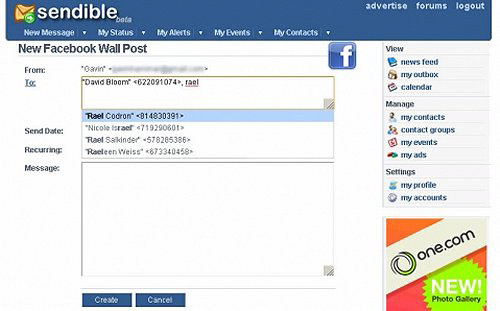 sendible
beta
advertise forums logout
New Message My Status My Alerts My Events My Contacts
New Facebook Wall Post
f
From: "Gavin" <
To: "David Bloom" <622091074>, rael
"Rael Codron" <814830391>
"Nicole Israel" <719290601>
"Rael Salkinder" <578285386>
"Raeleen Weiss" <673340458>
Send Date:
Recurring:
Message:
Create Cancel
View
news feed
my outbox
calendar
Manage
my contacts
contact groups
my events
my ads
Settings
my profile
my accounts
one.com
NEW!
Photo Gallery